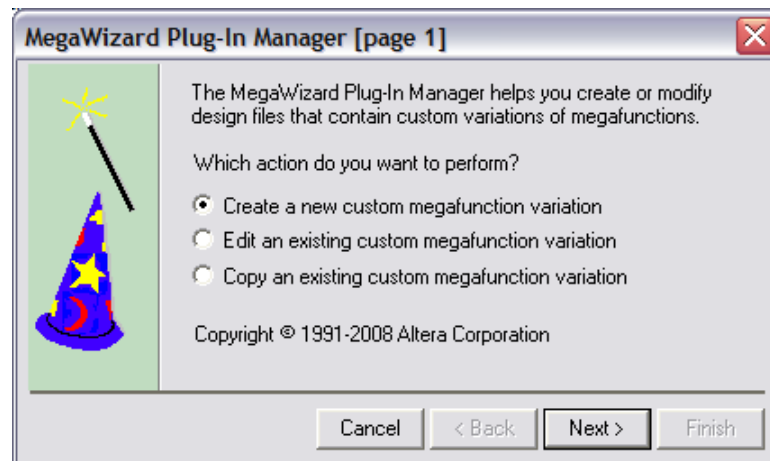 MegaWizard Plug-In Manager [page 1]
The MegaWizard Plug-In Manager helps you create or modify
design files that contain custom variations of megafunctions.
Which action do you want to perform?
Create a new custom megafunction variation
Edit an existing custom megafunction variation
Copy an existing custom megafunction variation
Copyright © 1991-2008 Altera Corporation
Cancel < Back Next > Finish